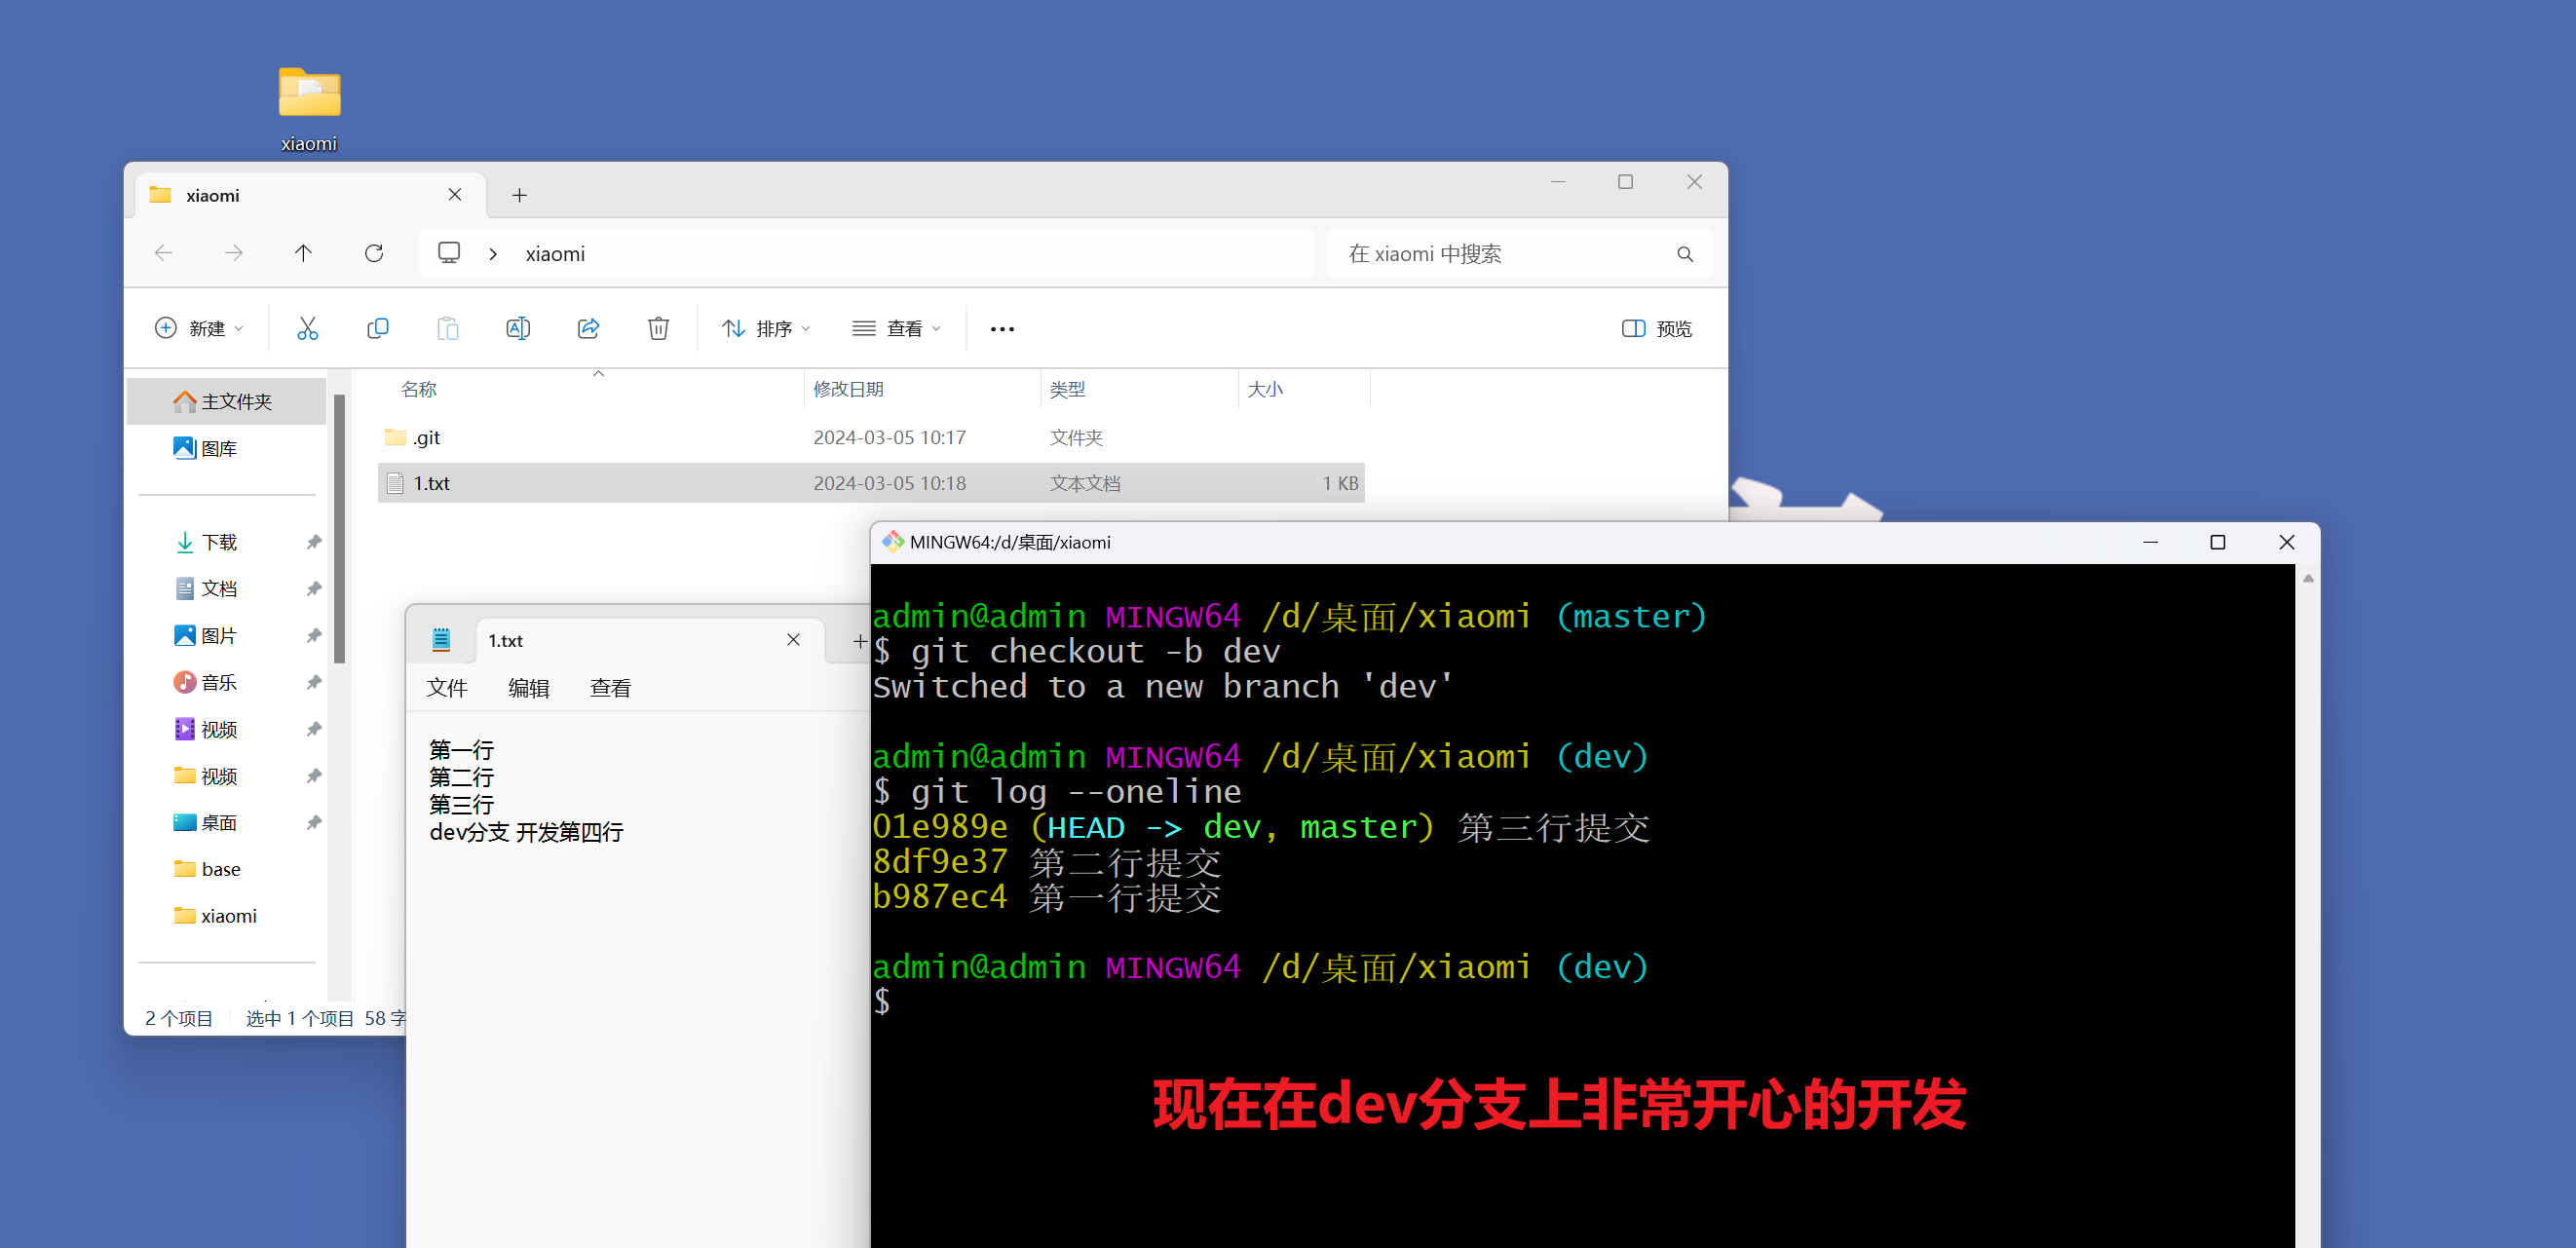 xiaomi
xiaomi
xiaomi
在 xiaomi 中搜索
新建
排序
查看
预览
名称 修改日期 类型 大小
.git 2024-03-05 10:17 文件夹
1.txt 2024-03-05 10:18 文本文档 1 KB
主文件夹
图库
下载
文档
图片
音乐
视频
视频
桌面
base
xiaomi
2 个项目 选中 1 个项目 58 字
1.txt
文件 编辑 查看
第一行
第二行
第三行
dev分支 开发第四行
MINGW64:/d/桌面/xiaomi
admin@admin MINGW64 /d/桌面/xiaomi (master)
$ git checkout -b dev
Switched to a new branch 'dev'
admin@admin MINGW64 /d/桌面/xiaomi (dev)
$ git log --oneline
01e989e (HEAD -> dev, master) 第三行提交
8df9e37 第二行提交
b987ec4 第一行提交
admin@admin MINGW64 /d/桌面/xiaomi (dev)
$
现在在dev分支上非常开心的开发